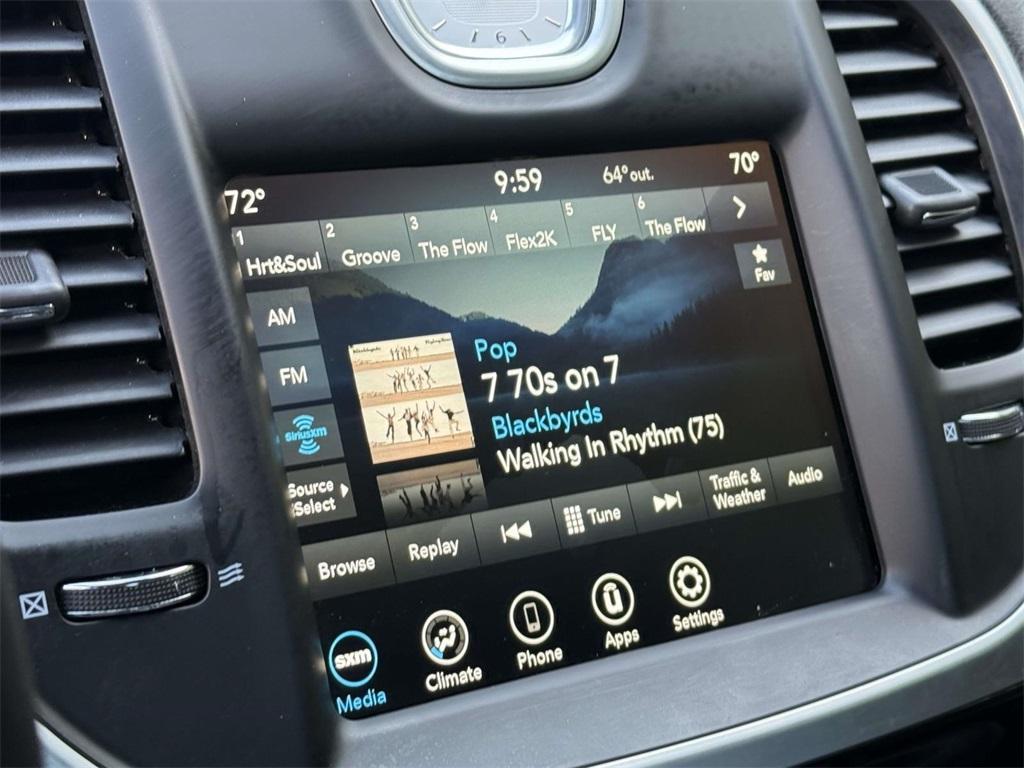 6
72°
9:59
64° out.
70°
1 Hrt&Soul
2 Groove
3 The Flow
4 Flex2K
5 FLY
6 The Flow
Fav
AM
FM
SiriusXM
Source
/Select
Pop
7 70s on 7
Blackbyrds
Walking In Rhythm (75)
Browse
Replay
Tune
Traffic &
Weather
Audio
sxm
Media
Climate
Phone
Apps
Settings